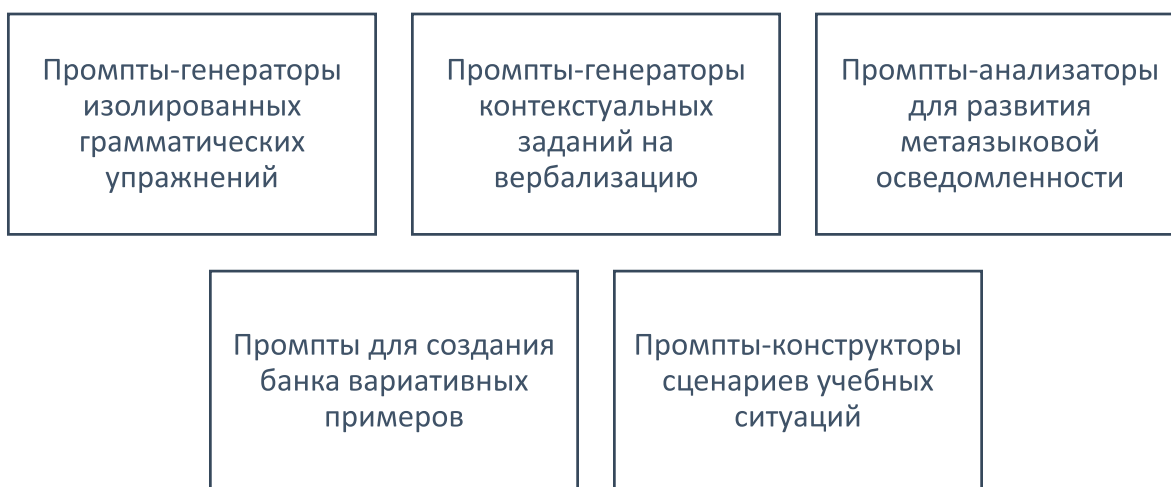 Промпты-генераторы
изолированных
грамматических
упражнений
Промпты-генераторы
контекстуальных
заданий на
вербализацию
Промпты-анализаторы
для развития
метаязыковой
осведомленности
Промпты для создания
банка вариативных
примеров
Промпты-конструкторы
сценариев учебных
ситуаций